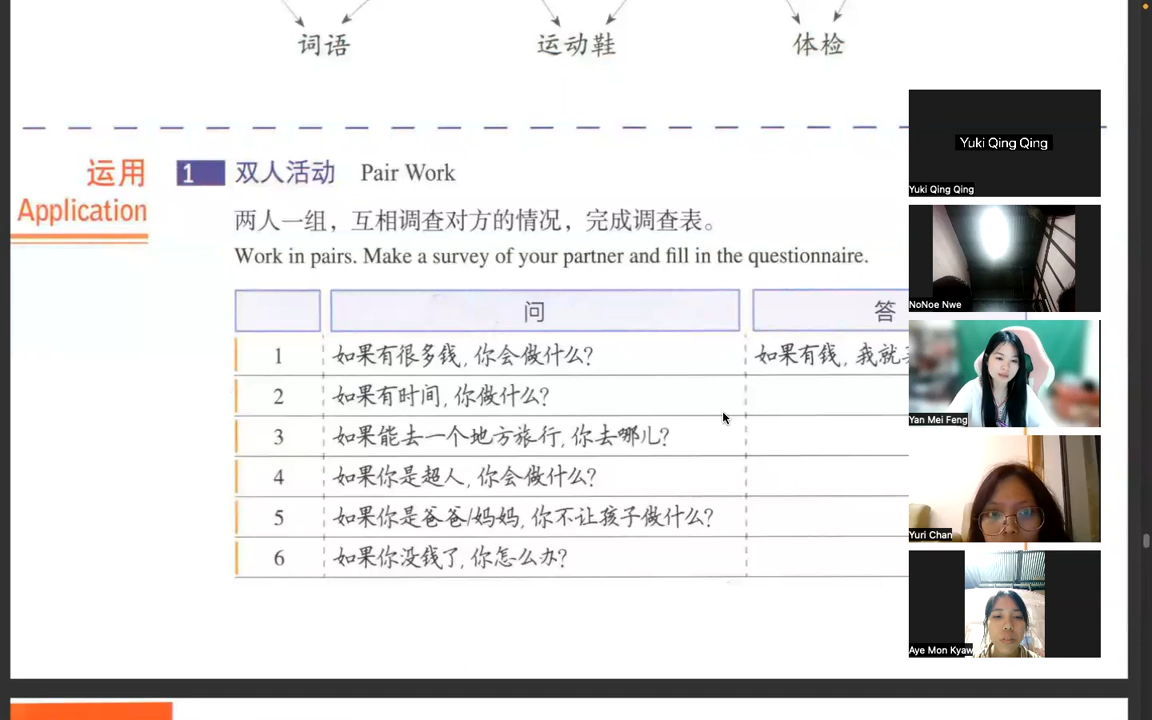 词语
运动鞋
体检
运用
Application
1 双人活动 Pair Work
两人一组，互相调查对方的情况，完成调查表。
Work in pairs. Make a survey of your partner and fill in the questionnaire.
问 答
1 如果有很多钱，你会做什么？ 如果有钱，我就
2 如果有时间，你做什么？
3 如果能去一个地方旅行，你去哪儿？
4 如果你是超人，你会做什么？
5 如果你是爸爸/妈妈，你不让孩子做什么？
6 如果你没钱了，你怎么办？
Yuki Qing Qing
Yuki Qing Qing
NoNoe Nwe
Yan Mei Feng
Yuri Chan
Aye Mon Kyaw